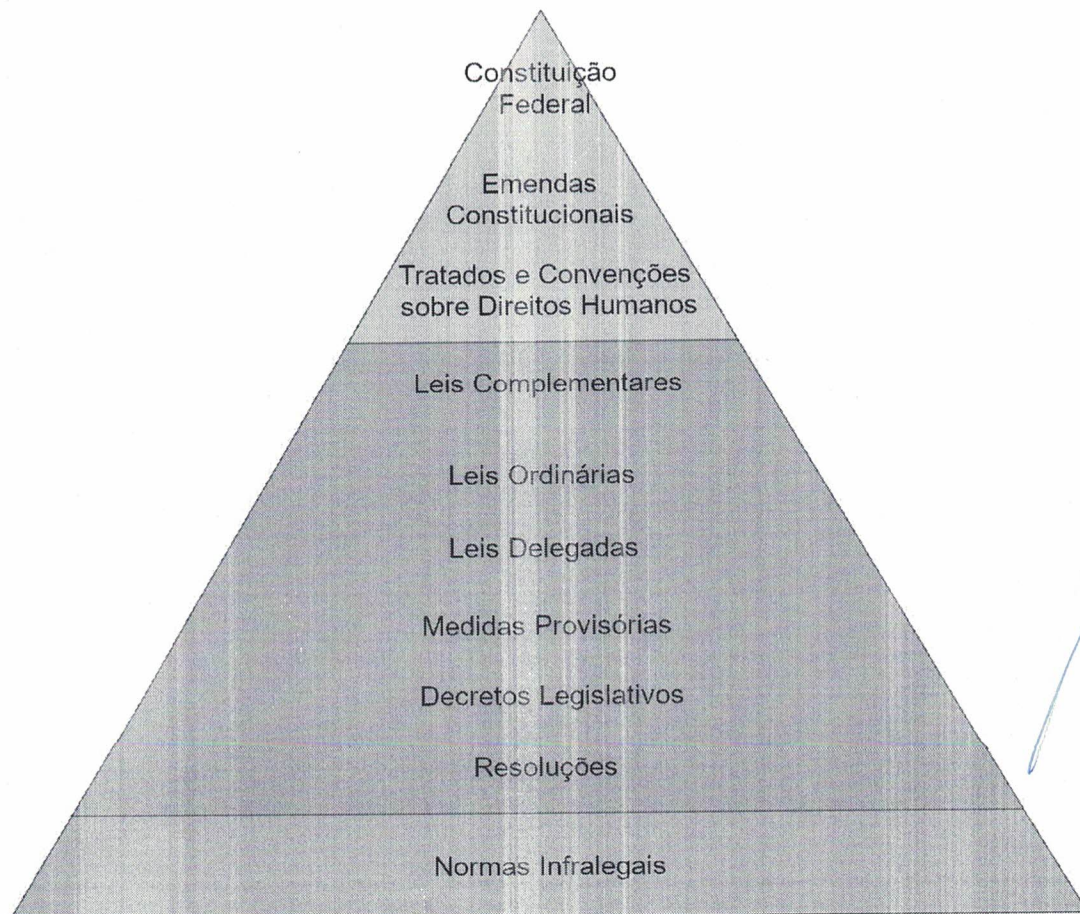 Constituição
Federal
Emendas
Constitucionais
Tratados e Convenções
sobre Direitos Humanos
Leis Complementares
Leis Ordinárias
Leis Delegadas
Medidas Provisórias
Decretos Legislativos
Resoluções
Normas Infralegais